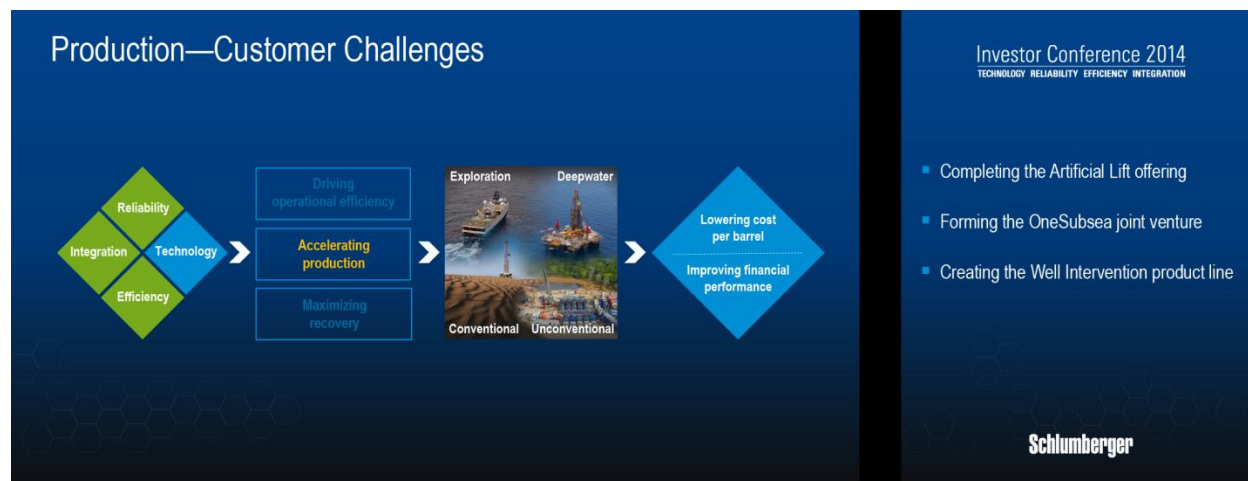 Production—Customer Challenges
Reliability
Integration
Technology
Efficiency
Driving
operational efficiency
Accelerating
production
Maximizing
recovery
Exploration
Deepwater
Conventional
Unconventional
Lowering cost
per barrel
Improving financial
performance
Investor Conference 2014
TECHNOLOGY RELIABILITY EFFICIENCY INTEGRATION
Completing the Artificial Lift offering
Forming the OneSubsea joint venture
Creating the Well Intervention product line
Schlumberger